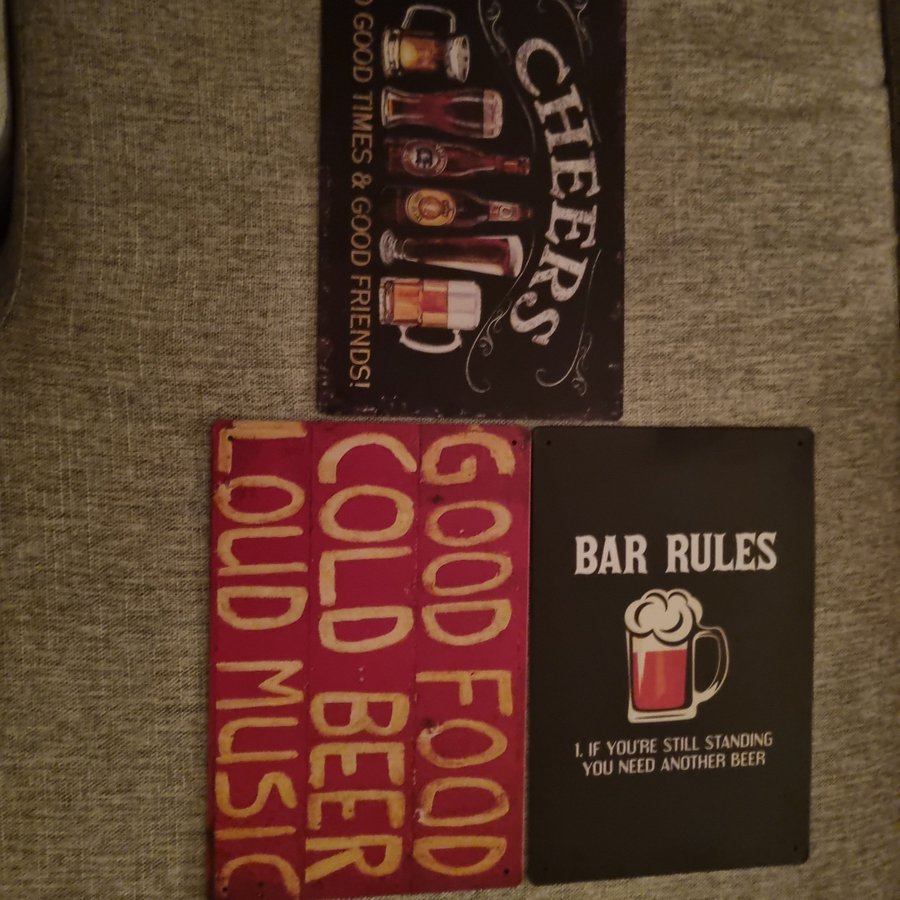 CHEERS
GOOD TIMES & GOOD FRIENDS!
GOOD FOOD
COLD BEER
LOUD MUSIC
BAR RULES
1. IF YOU'RE STILL STANDING
YOU NEED ANOTHER BEER